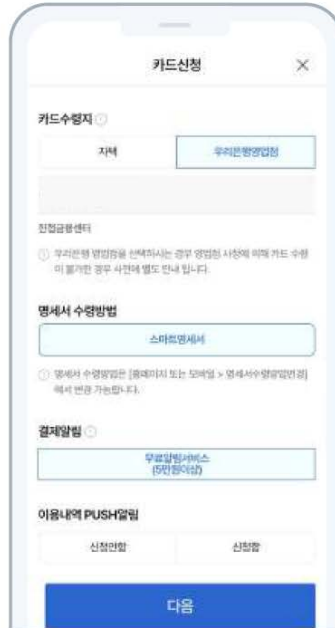 카드신청
카드수령지
자택 우리은행영업점
진접금융센터
우리은행 영업점을 선택하시는 경우 영업점 사정에 의해 카드 수령
이 불가한 경우 사전에 별도 안내 됩니다.
명세서 수령방법
스마트명세서
명세서 수령방법은 [홈페이지 또는 모바일 > 명세서수령방법변경]
에서 변경 가능합니다.
결제알림
무료알림서비스
(5만원이상)
이용내역 PUSH알림
신청안함 신청함
다음